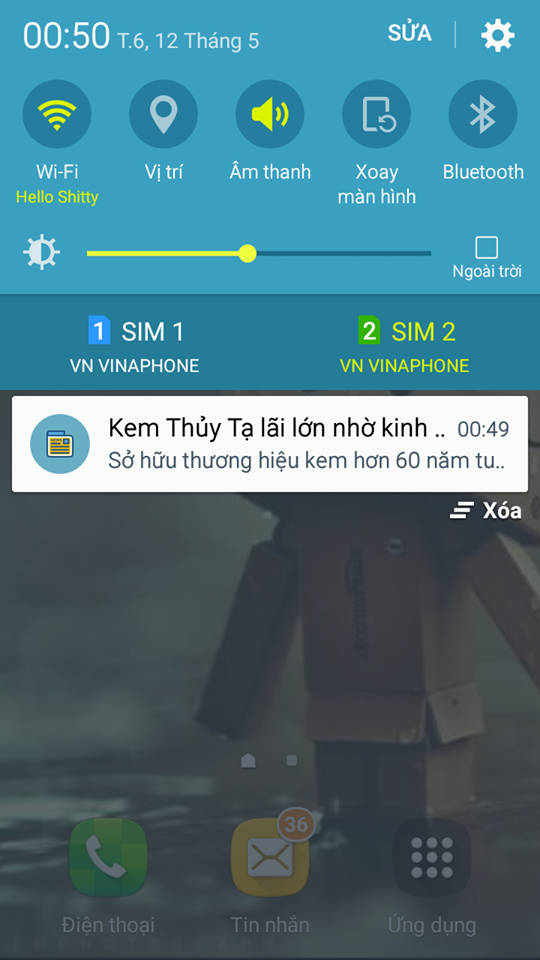 00:50 T.6, 12 Tháng 5
SỬA
Wi-Fi
Hello Shitty
Vị trí
Âm thanh
Xoay
màn hình
Bluetooth
Ngoài trời
1 SIM 1
VN VINAPHONE
2 SIM 2
VN VINAPHONE
Kem Thủy Tạ lãi lớn nhờ kinh .. 00:49
Sở hữu thương hiệu kem hơn 60 năm tu..
Xóa
36
Điện thoại
Tin nhắn
Ứng dụng